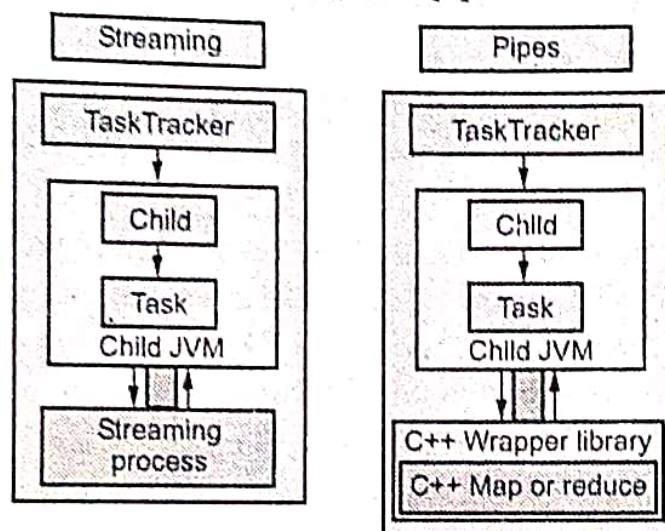 Streaming
TaskTracker
Child
Task
Child JVM
Streaming
process
Pipes
TaskTracker
Child
Task
Child JVM
C++ Wrapper library
C++ Map or reduce